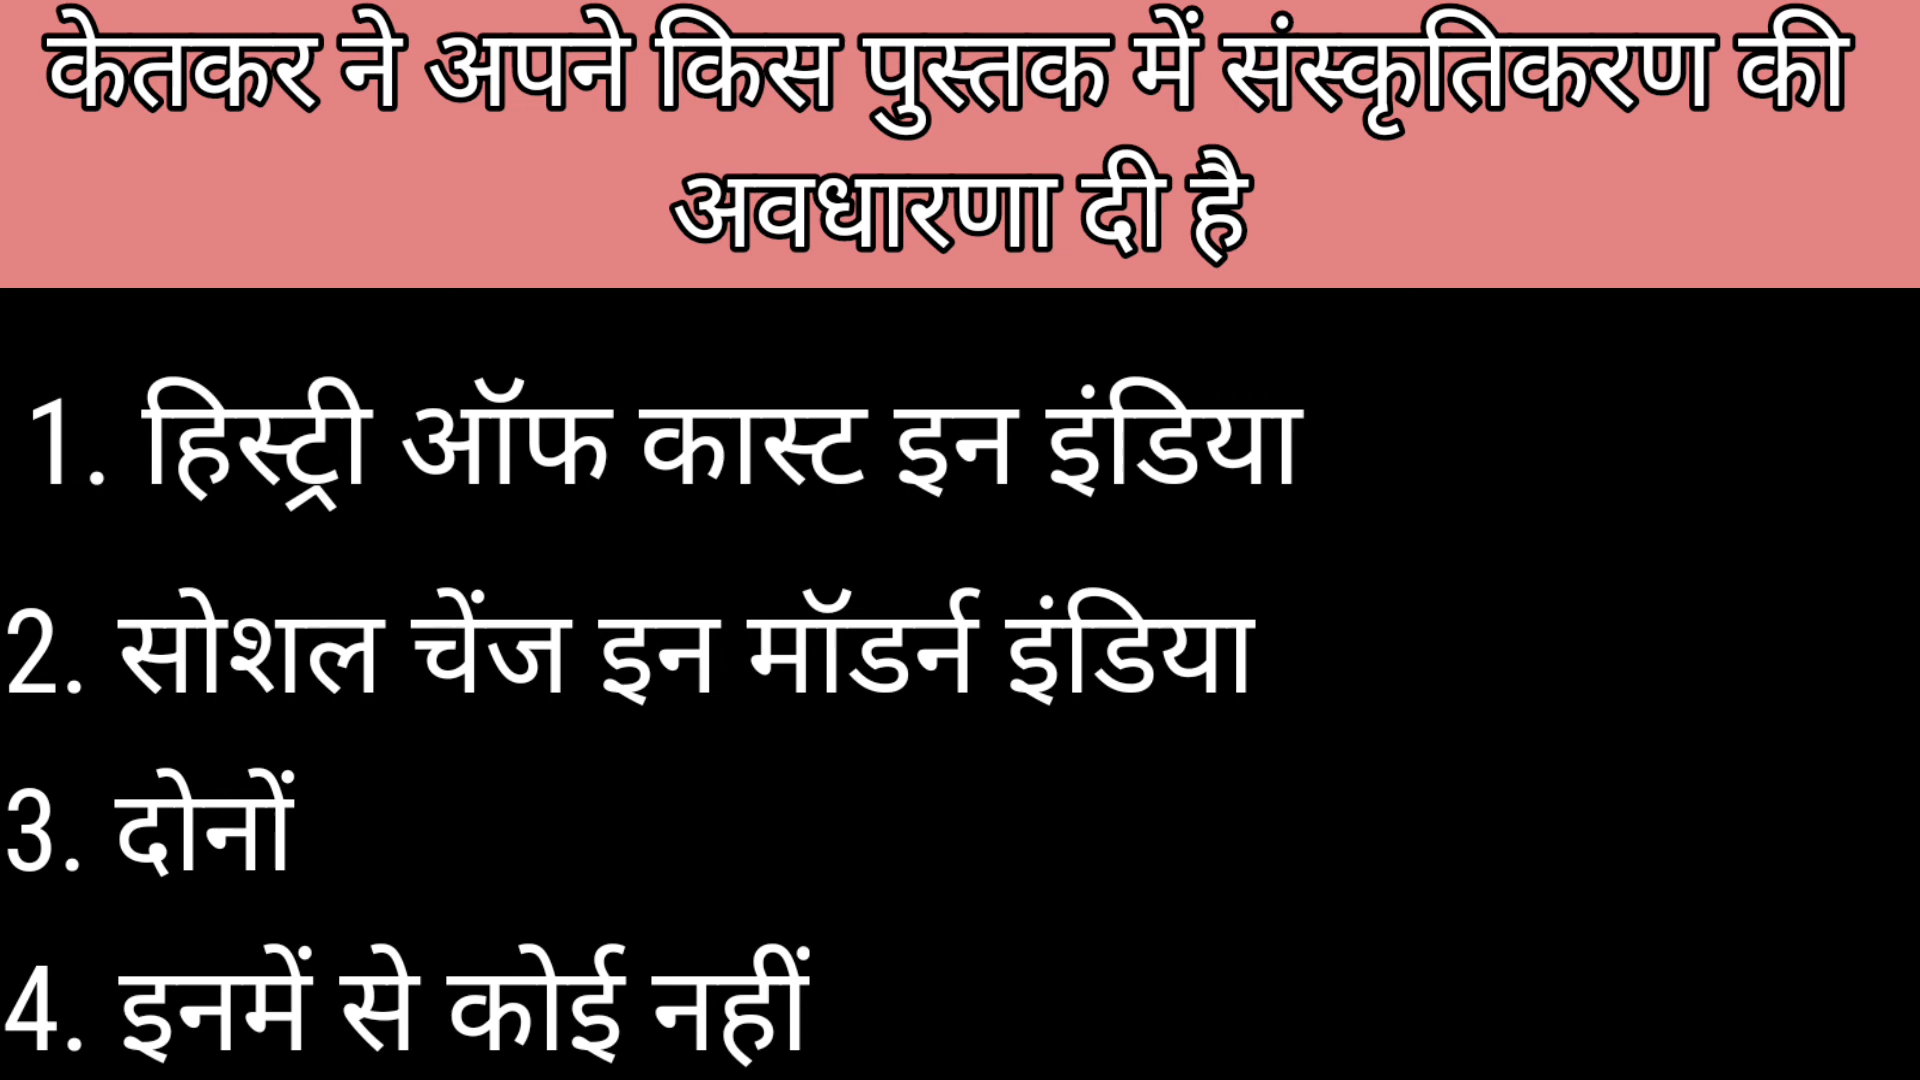 केतकर ने अपने किस पुस्तक में संस्कृतिकरण की
अवधारणा दी है
1. हिस्ट्री ऑफ कास्ट इन इंडिया
2. सोशल चेंज इन मॉडर्न इंडिया
3. दोनों
4. इनमें से कोई नहीं